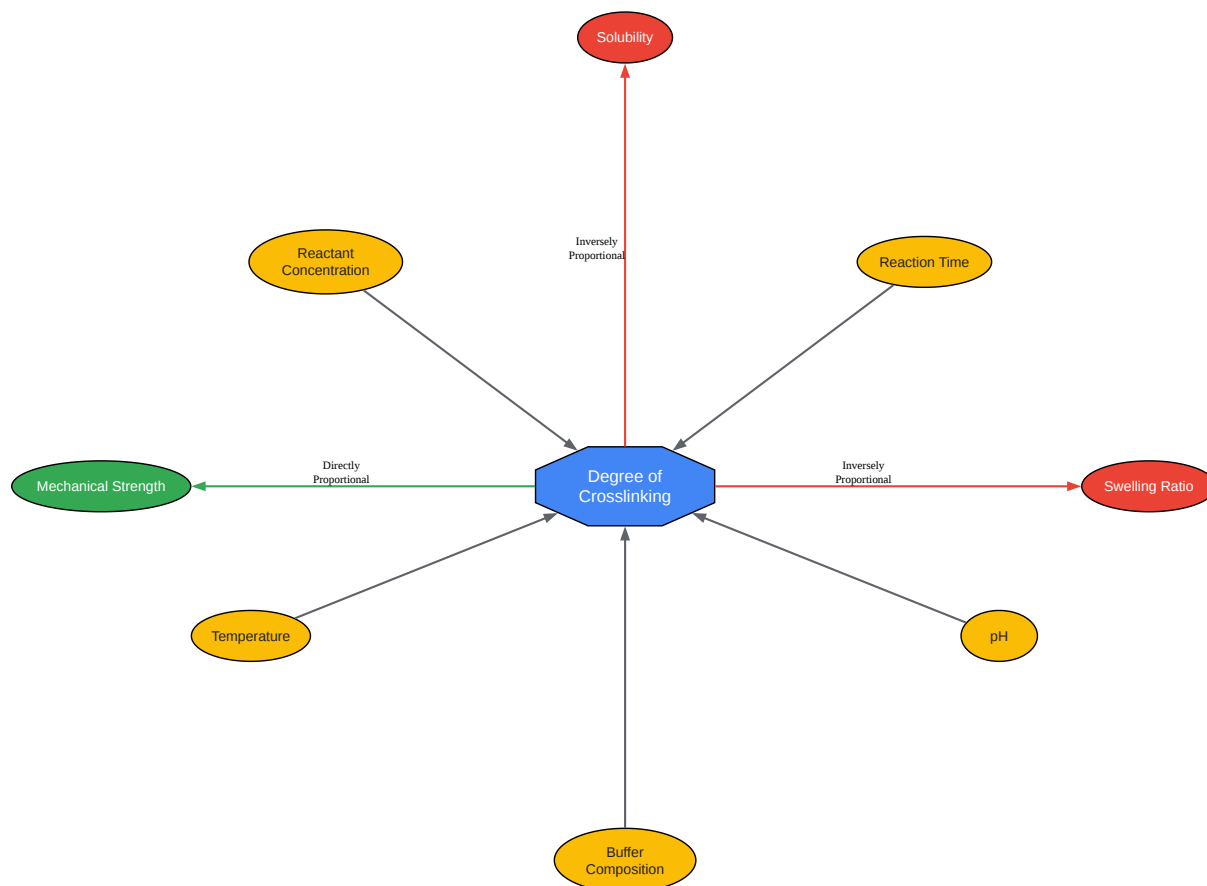 Solubility
Inversely
Proportional
Reactant
Concentration
Reaction Time
Directly
Proportional
Inversely
Proportional
Mechanical Strength
Degree of
Crosslinking
Swelling Ratio
Temperature
pH
Buffer
Composition